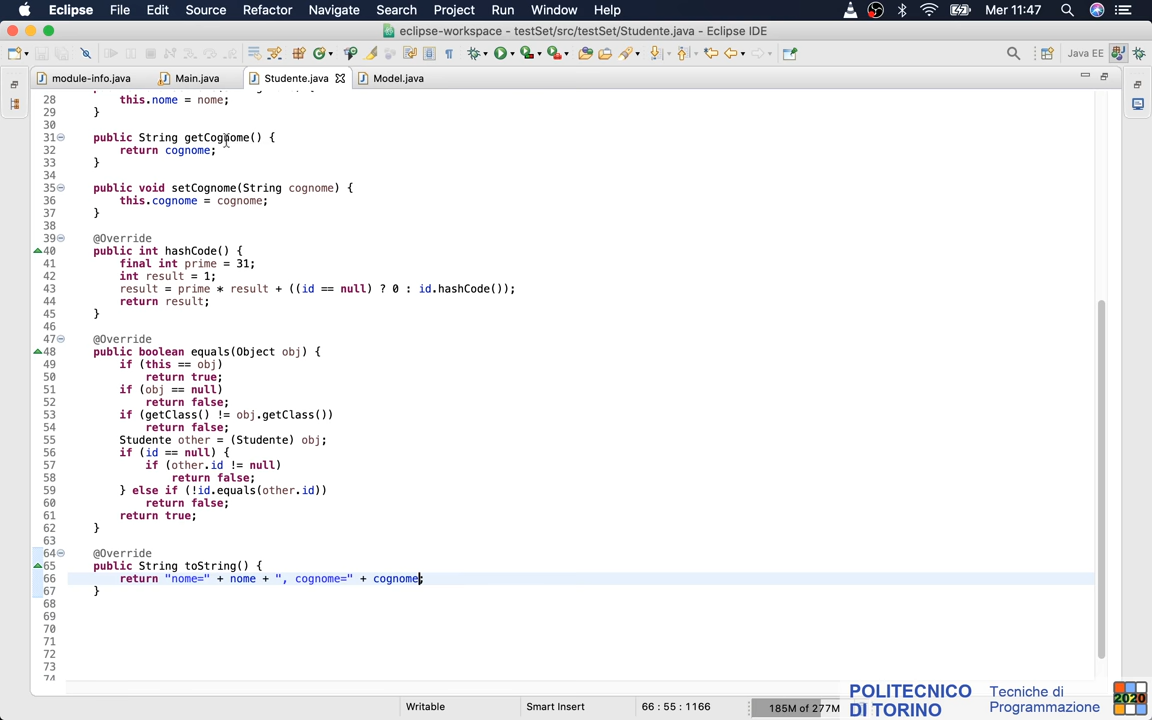 Eclipse File Edit Source Refactor Navigate Search Project Run Window Help Mer 11:47
eclipse-workspace - testSet/src/testSet/Studente.java - Eclipse IDE
Java EE
module-info.java Main.java Studente.java Model.java
28 this.nome = nome;
29 }
30
31 public String getCognome() {
32 return cognome;
33 }
34
35 public void setCognome(String cognome) {
36 this.cognome = cognome;
37 }
38
39 @Override
40 public int hashCode() {
41 final int prime = 31;
42 int result = 1;
43 result = prime * result + ((id == null) ? 0 : id.hashCode());
44 return result;
45 }
46
47 @Override
48 public boolean equals(Object obj) {
49 if (this == obj)
50 return true;
51 if (obj == null)
52 return false;
53 if (getClass() != obj.getClass())
54 return false;
55 Studente other = (Studente) obj;
56 if (id == null) {
57 if (other.id != null)
58 return false;
59 } else if (!id.equals(other.id))
60 return false;
61 return true;
62 }
63
64 @Override
65 public String toString() {
66 return "nome=" + nome + ", cognome=" + cognome;
67 }
68
69
70
71
72
73
74
Writable Smart Insert 66 : 55 : 1166 185M of 277M
POLITECNICO
DI TORINO
Tecniche di
Programmazione
2020